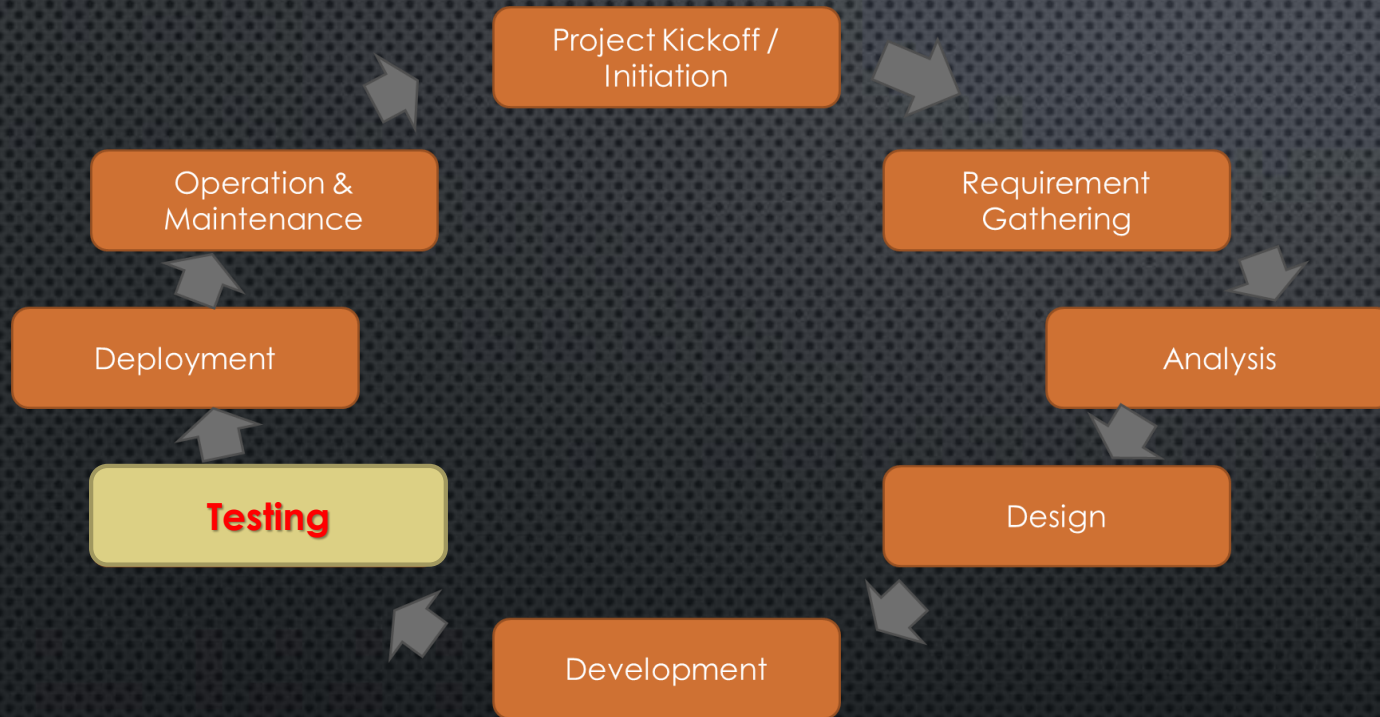 Project Kickoff /
Initiation
Requirement
Gathering
Analysis
Design
Development
Testing
Deployment
Operation &
Maintenance